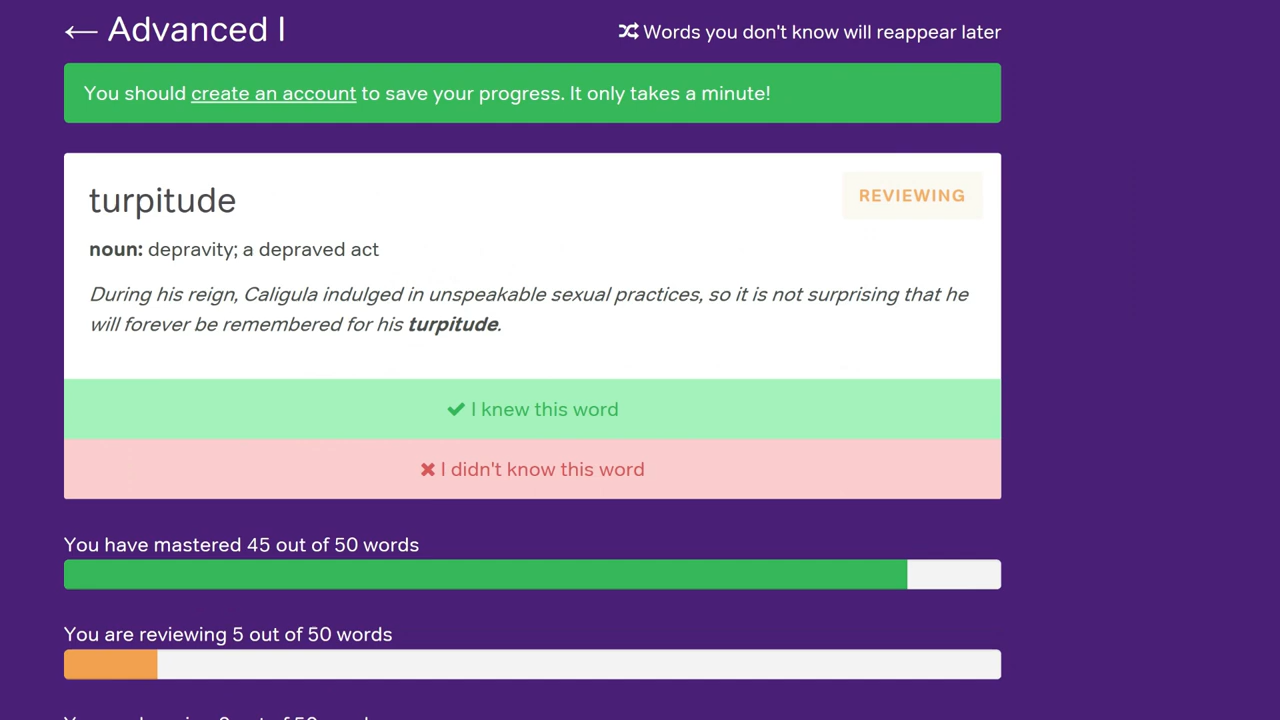 ← Advanced I
Words you don't know will reappear later
You should create an account to save your progress. It only takes a minute!
turpitude
REVIEWING
noun: depravity; a depraved act
During his reign, Caligula indulged in unspeakable sexual practices, so it is not surprising that he
will forever be remembered for his turpitude.
I knew this word
I didn't know this word
You have mastered 45 out of 50 words
You are reviewing 5 out of 50 words